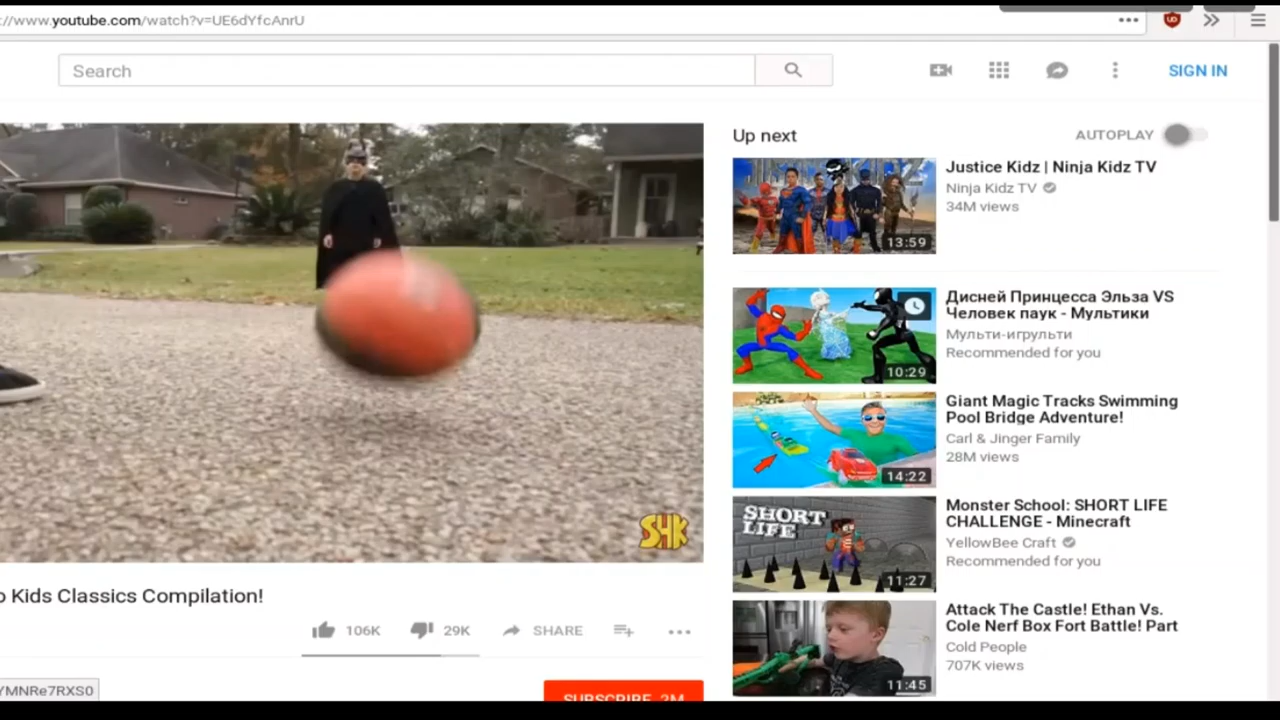 ://www.youtube.com/watch?v=UE6dYfcAnrU
Search
SIGN IN
Up next
AUTOPLAY
Justice Kidz | Ninja Kidz TV
Ninja Kidz TV
34M views
13:59
Дисней Принцесса Эльза VS
Человек паук - Мультики
Мульти-игрульти
Recommended for you
10:29
Giant Magic Tracks Swimming
Pool Bridge Adventure!
Carl & Jinger Family
28M views
14:22
SHORT
LIFE
Monster School: SHORT LIFE
CHALLENGE - Minecraft
YellowBee Craft
Recommended for you
11:27
Attack The Castle! Ethan Vs.
Cole Nerf Box Fort Battle! Part
Cold People
707K views
11:45
SHK
o Kids Classics Compilation!
106K
29K
SHARE
YMNRe7RXS0
SUBSCRIBE 2M